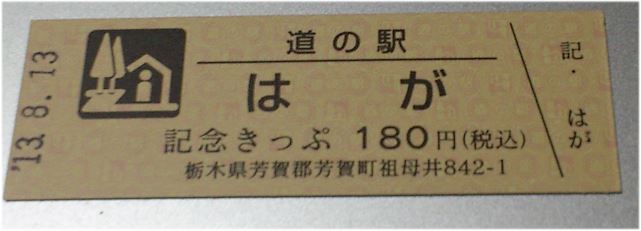 '13.8.13
道の駅
はが
記念きっぷ 180円(税込)
栃木県芳賀郡芳賀町祖母井842-1
記・はが